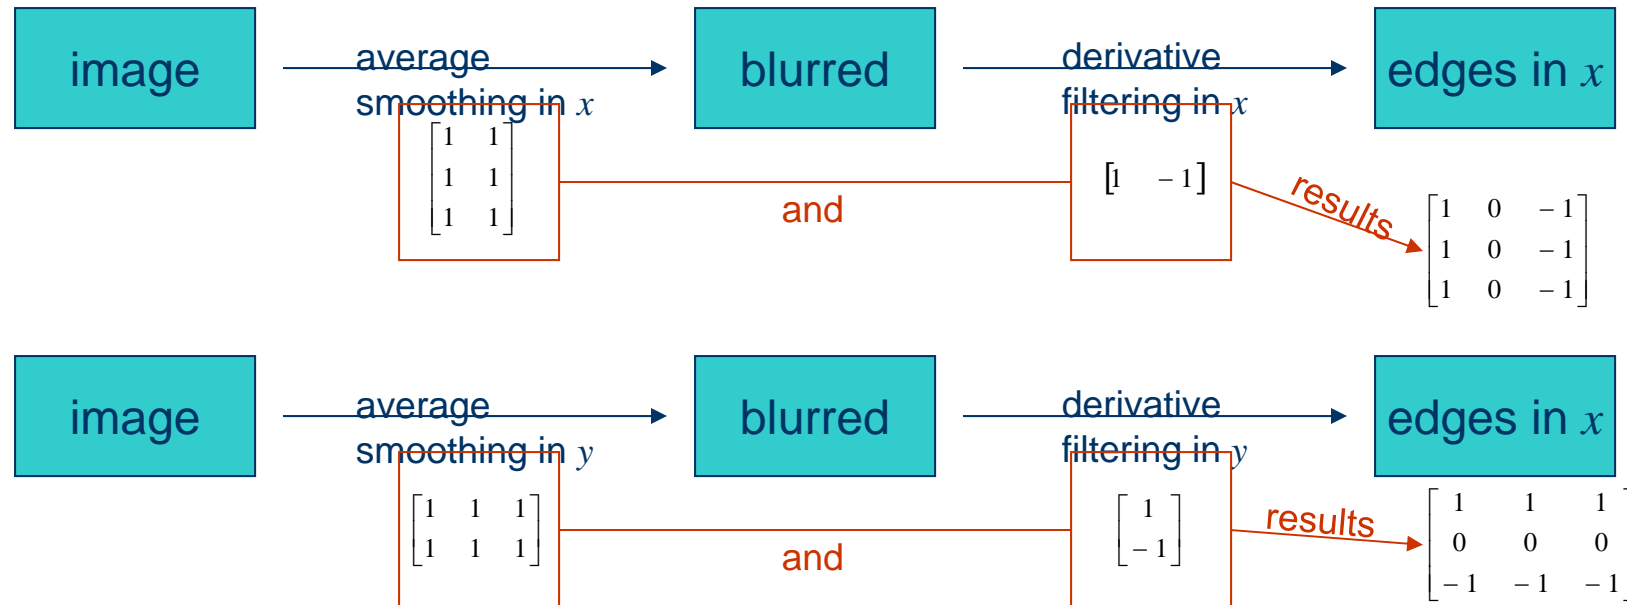 image
average
smoothing in x
blurred
derivative
filtering in x
edges in x
1 1
1 1
1 1
and
[1 – 1]
results
1 0 – 1
1 0 – 1
1 0 – 1
image
average
smoothing in y
blurred
derivative
filtering in y
edges in x
1 1 1
1 1 1
and
1
– 1
results
1 1 1
0 0 0
– 1 – 1 – 1